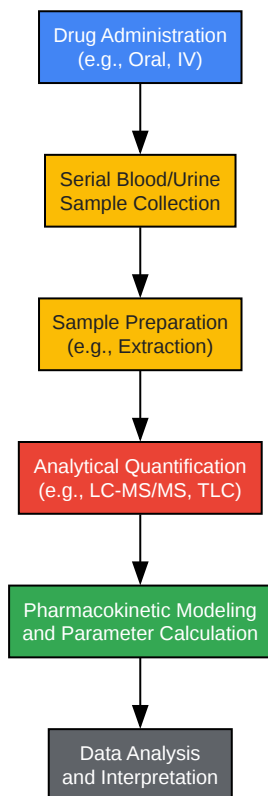 Drug Administration
(e.g., Oral, IV)
Serial Blood/Urine
Sample Collection
Sample Preparation
(e.g., Extraction)
Analytical Quantification
(e.g., LC-MS/MS, TLC)
Pharmacokinetic Modeling
and Parameter Calculation
Data Analysis
and Interpretation